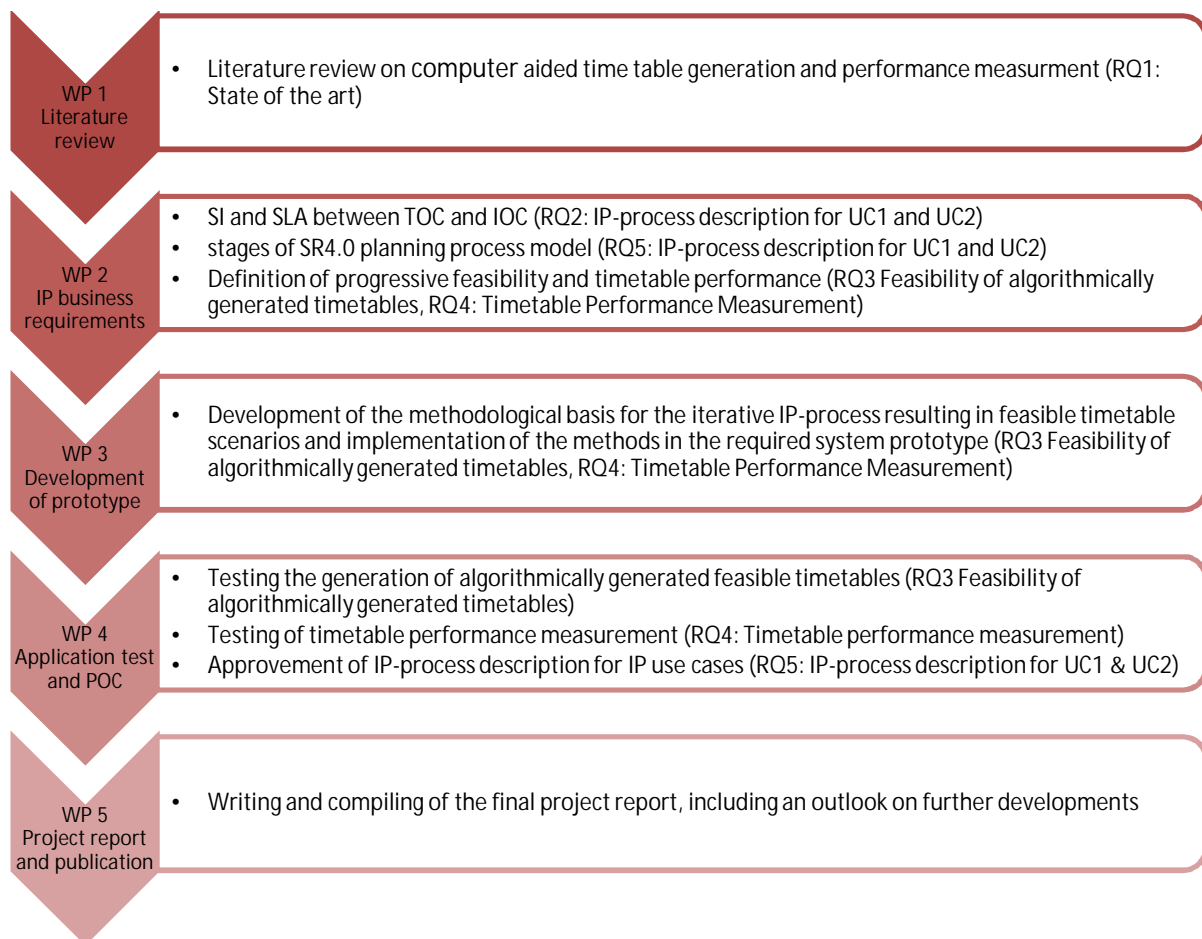 WP 1
Literature
review
• Literature review on computer aided time table generation and performance measurment (RQ1:
State of the art)
WP 2
IP business
requirements
• SI and SLA between TOC and IOC (RQ2: IP-process description for UC1 and UC2)
• stages of SR4.0 planning process model (RQ5: IP-process description for UC1 and UC2)
• Definition of progressive feasibility and timetable performance (RQ3 Feasibility of algorithmically
generated timetables, RQ4: Timetable Performance Measurement)
WP 3
Development
of prototype
• Development of the methodological basis for the iterative IP-process resulting in feasible timetable
scenarios and implementation of the methods in the required system prototype (RQ3 Feasibility of
algorithmically generated timetables, RQ4: Timetable Performance Measurement)
WP 4
Application test
and POC
• Testing the generation of algorithmically generated feasible timetables (RQ3 Feasibility of
algorithmically generated timetables)
• Testing of timetable performance measurement (RQ4: Timetable performance measurement)
• Approvement of IP-process description for IP use cases (RQ5: IP-process description for UC1 & UC2)
WP 5
Project report
and publication
• Writing and compiling of the final project report, including an outlook on further developments